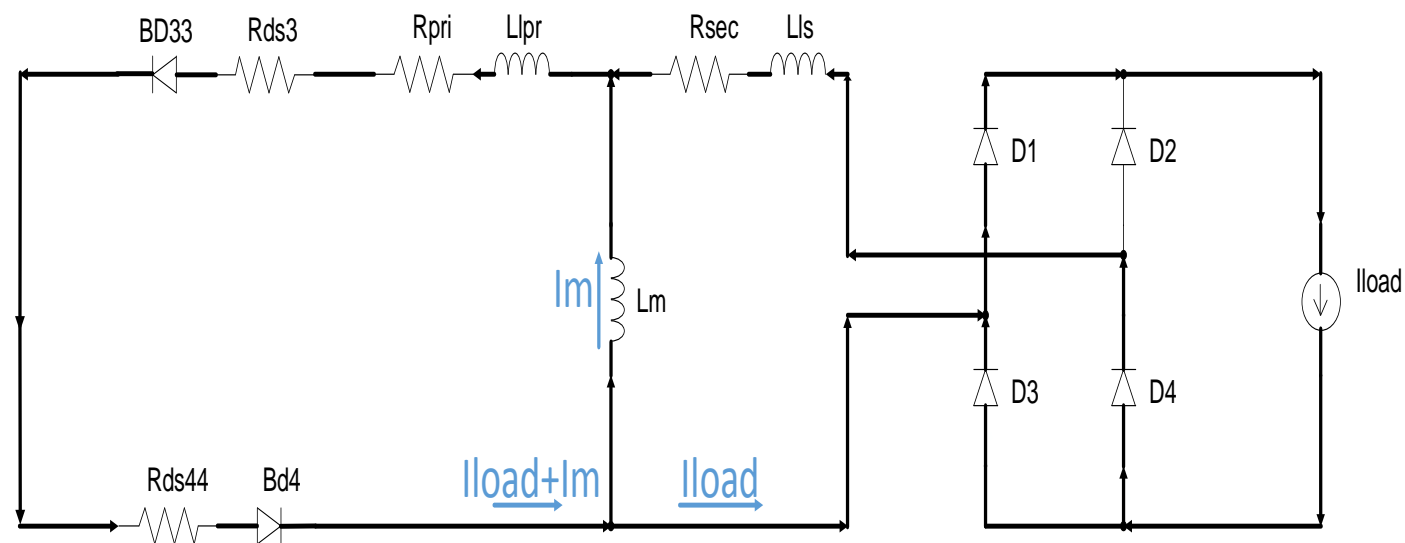 BD33 Rds3 Rpri Llpr Rsec Lls
D1 D2
Im Lm Iload
D3 D4
Rds44 Bd4 Iload+Im Iload